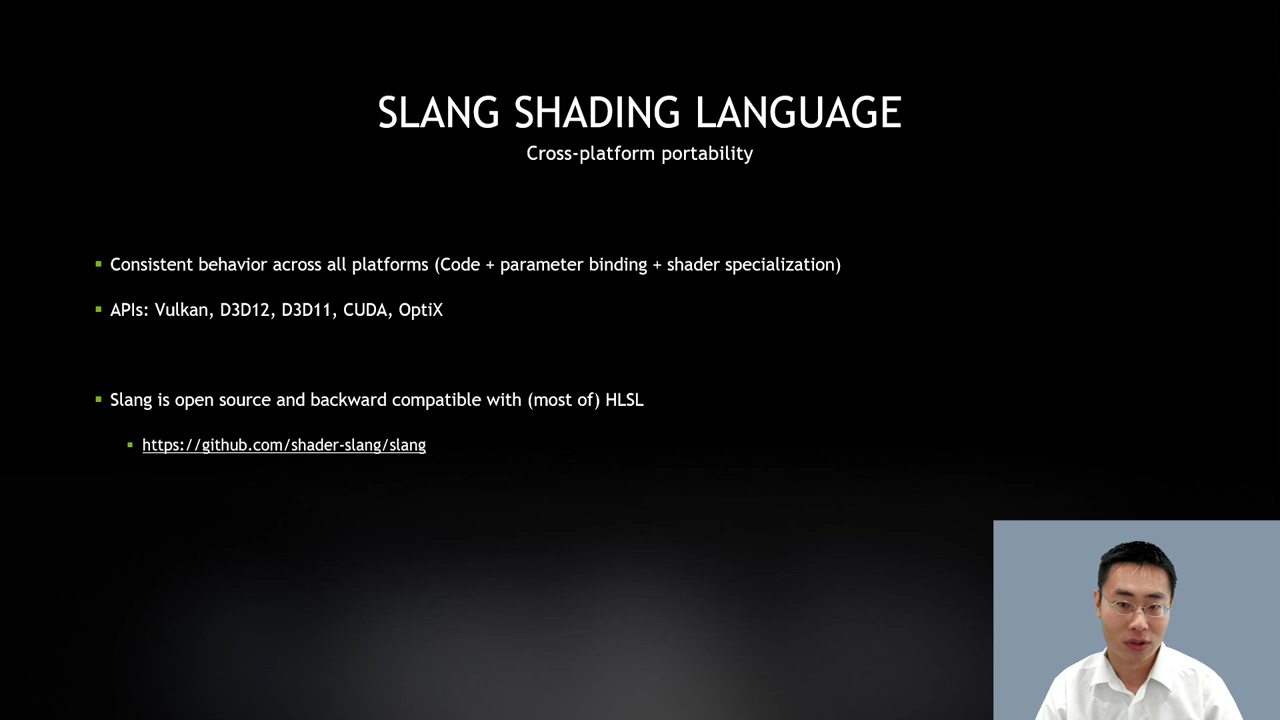 SLANG SHADING LANGUAGE
Cross-platform portability
Consistent behavior across all platforms (Code + parameter binding + shader specialization)
APIs: Vulkan, D3D12, D3D11, CUDA, OptiX
Slang is open source and backward compatible with (most of) HLSL
https://github.com/shader-slang/slang